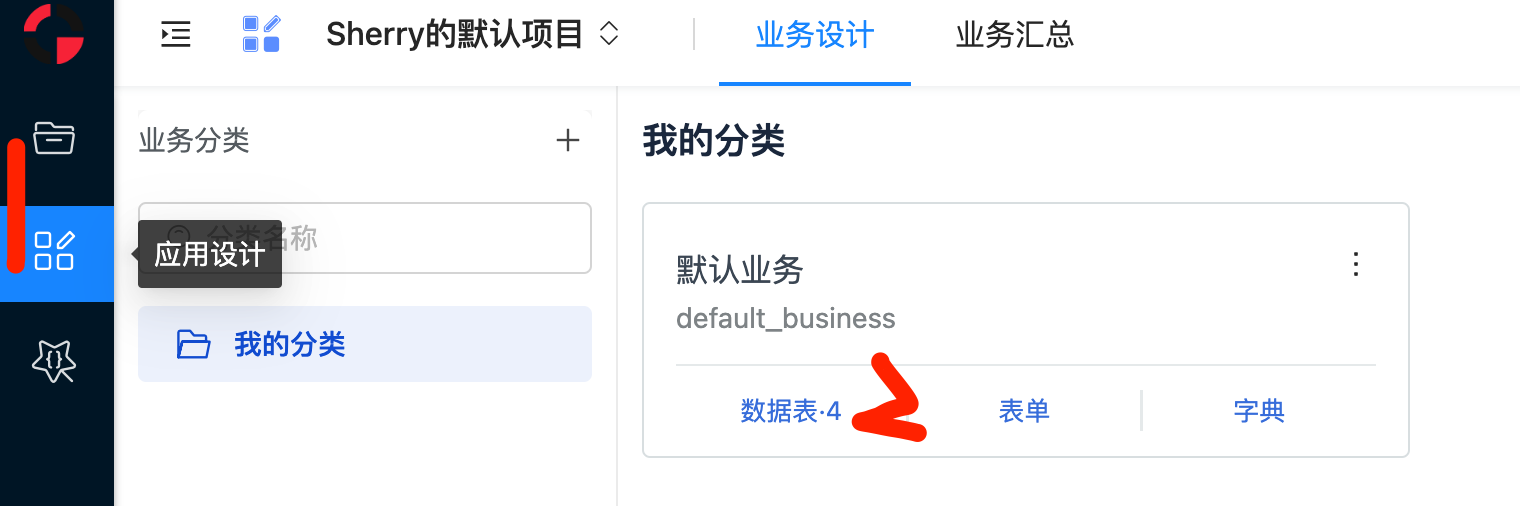 Sherry的默认项目
业务设计
业务汇总
业务分类
我的分类
分类名称
应用设计
默认业务
default_business
我的分类
数据表·4
表单
字典
1
2